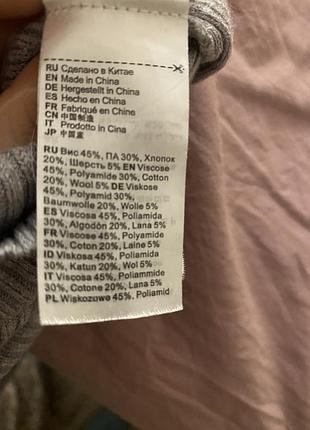 RU Сделано в Китае
EN Made in China
DE Hergestellt in China
ES Hecho en China
FR Fabriqué en China
CN 中国制造
IT Prodotto in Cina
JP 中国産
RU Вис 45%, ПА 30%, Хлопок
20%, Шерсть 5% EN Viscose
45%, Polyamide 30%, Cotton
20%, Wool 5% DE Viskose
45%, Polyamid 30%,
Baumwolle 20%, Wolle 5%
ES Viscosa 45%, Poliamida
30%, Algodón 20%, Lana 5%
FR Viscose 45%, Polyamide
30%, Coton 20%, Laine 5%
ID Viskosa 45%, Poliamida
30%, Katun 20%, Wol 5%
IT Viscosa 45%, Poliammide
30%, Cotone 20%, Lana 5%
PL Wiskozowe 45%, Poliamid